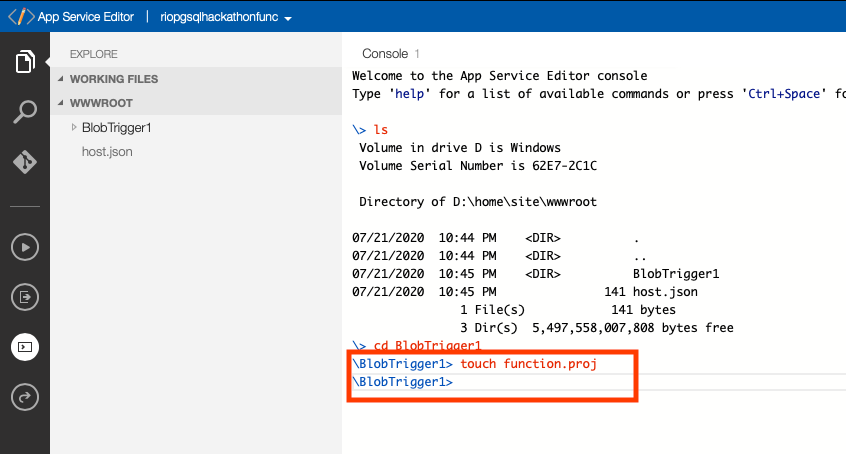 App Service Editor | riopgsqlhackathonfunc
EXPLORE
WORKING FILES
WWWROOT
BlobTrigger1
host.json
Console 1
Welcome to the App Service Editor console
Type 'help' for a list of available commands or press 'Ctrl+Space' fo
\> ls
Volume in drive D is Windows
Volume Serial Number is 62E7-2C1C
Directory of D:\home\site\wwwroot
07/21/2020 10:44 PM <DIR> .
07/21/2020 10:44 PM <DIR> ..
07/21/2020 10:45 PM <DIR> BlobTrigger1
07/21/2020 10:45 PM 141 host.json
1 File(s) 141 bytes
3 Dir(s) 5,497,558,007,808 bytes free
\> cd BlobTrigger1
\BlobTrigger1> touch function.proj
\BlobTrigger1>